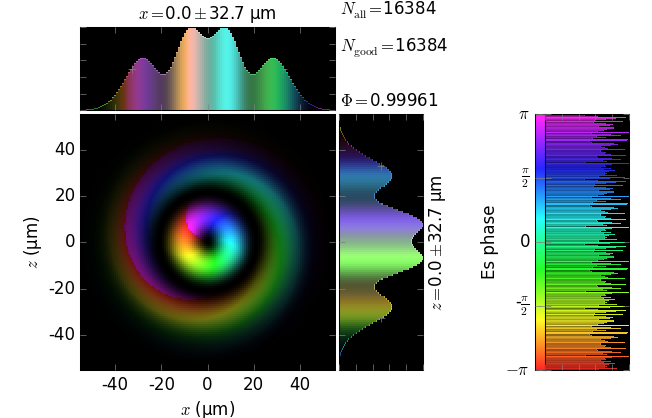 x=0.0±32.7 μm
N_all=16384
N_good=16384
Φ=0.99961
z (μm)
40
20
0
-20
-40
-40 -20 0 20 40
x (μm)
z=0.0±32.7 μm
Es phase
π
π/2
0
-π/2
−π